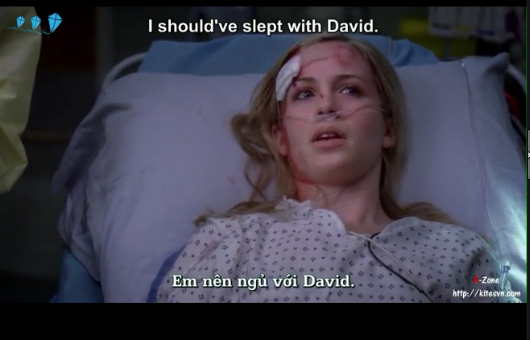 I should've slept with David.
Em nên ngủ với David.
K-Zone
http://kitesvn.com